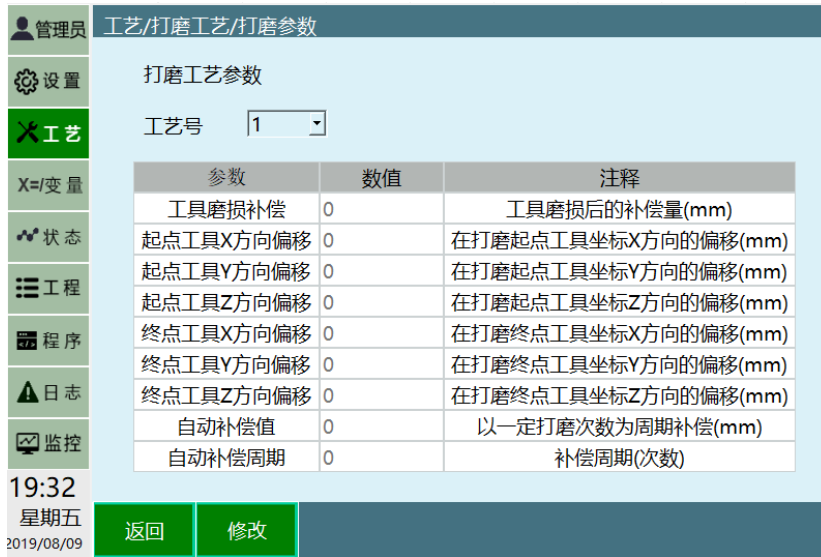 管理员
设置
工艺
X=/变量
状态
工程
程序
日志
监控
19:32
星期五
2019/08/09
工艺/打磨工艺/打磨参数
打磨工艺参数
工艺号 1
参数 数值 注释
工具磨损补偿 0 工具磨损后的补偿量(mm)
起点工具X方向偏移 0 在打磨起点工具坐标X方向的偏移(mm)
起点工具Y方向偏移 0 在打磨起点工具坐标Y方向的偏移(mm)
起点工具Z方向偏移 0 在打磨起点工具坐标Z方向的偏移(mm)
终点工具X方向偏移 0 在打磨终点工具坐标X方向的偏移(mm)
终点工具Y方向偏移 0 在打磨终点工具坐标Y方向的偏移(mm)
终点工具Z方向偏移 0 在打磨终点工具坐标Z方向的偏移(mm)
自动补偿值 0 以一定打磨次数为周期补偿(mm)
自动补偿周期 0 补偿周期(次数)
返回 修改